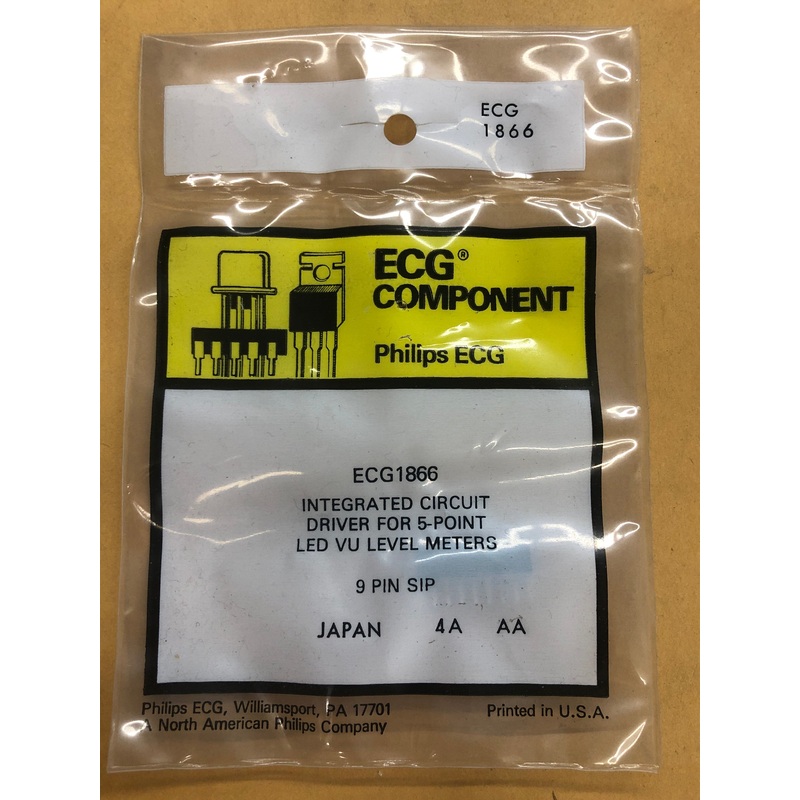 ECG
1866
ECG®
COMPONENT
Philips ECG
ECG1866
INTEGRATED CIRCUIT
DRIVER FOR 5-POINT
LED VU LEVEL METERS
9 PIN SIP
JAPAN 4A AA
Philips ECG, Williamsport, PA 17701
A North American Philips Company
Printed in U.S.A.